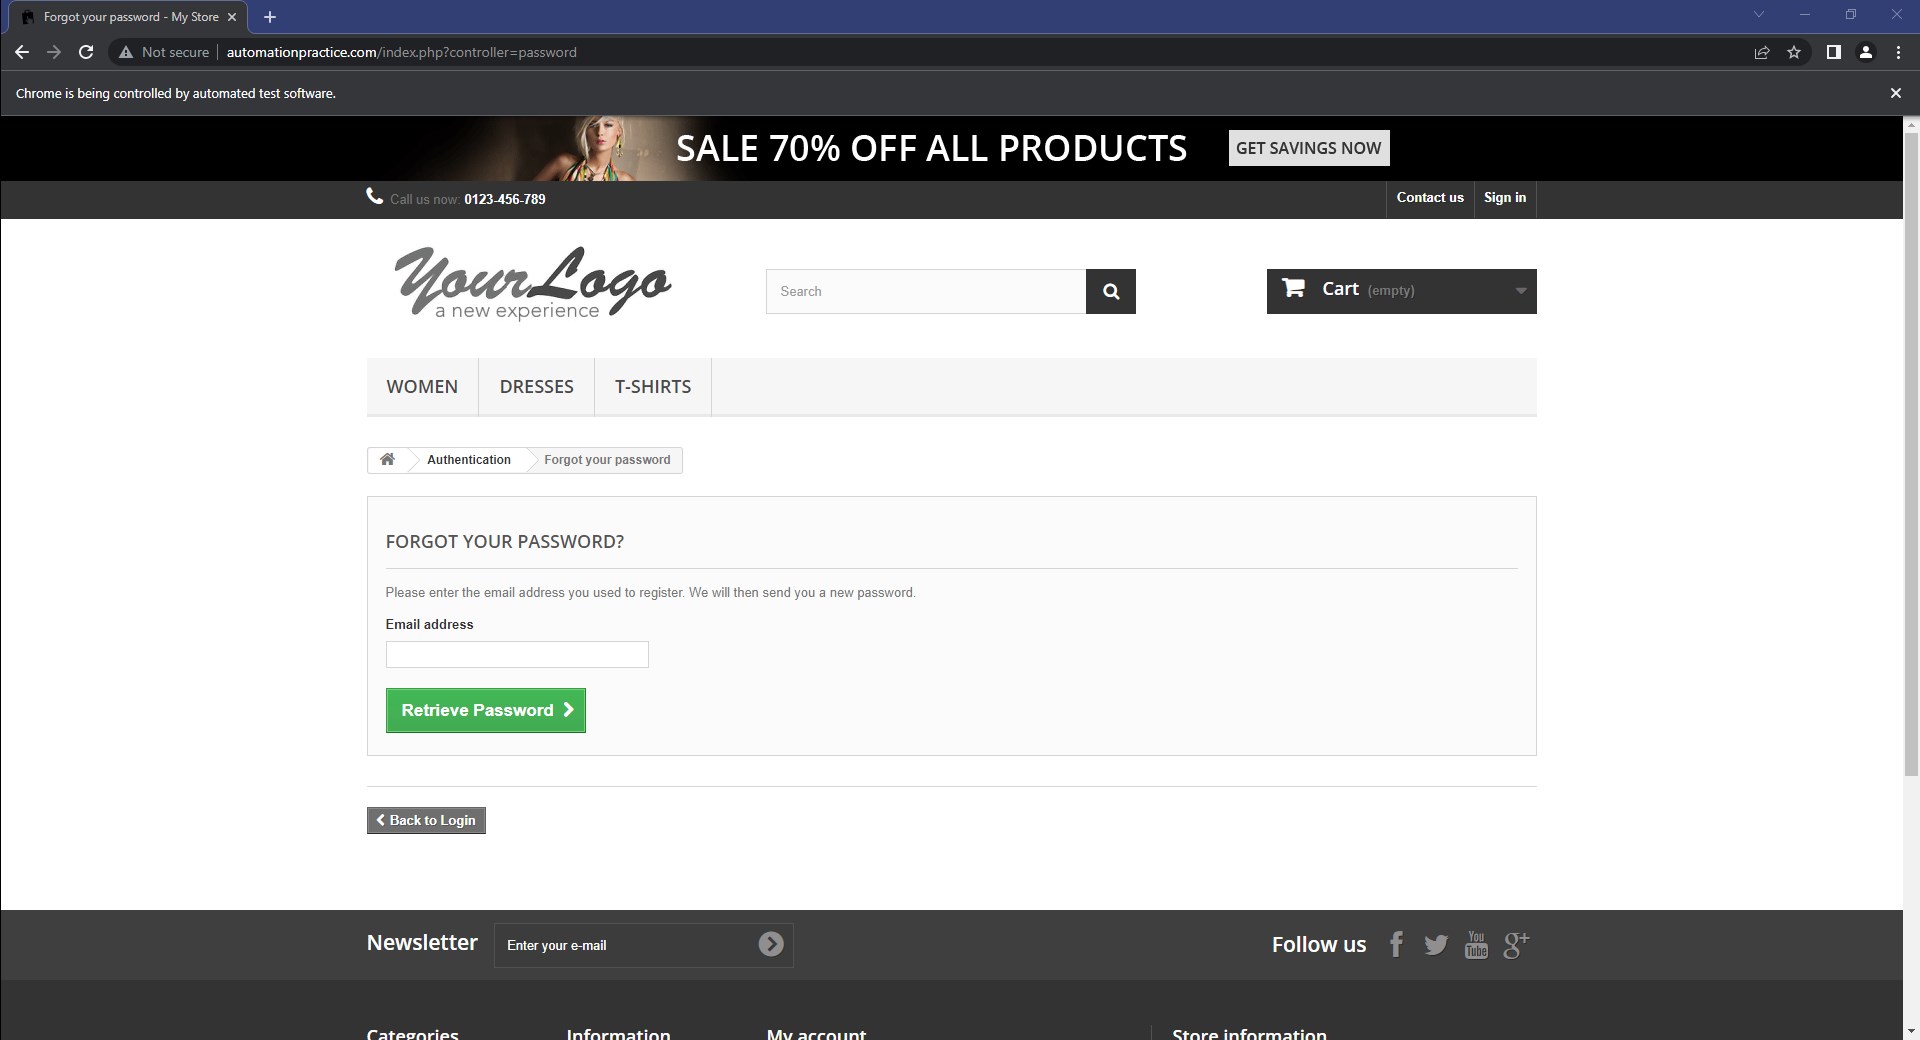 Forgot your password - My Store
Not secure automationpractice.com/index.php?controller=password
Chrome is being controlled by automated test software.
SALE 70% OFF ALL PRODUCTS GET SAVINGS NOW
Call us now: 0123-456-789 Contact us Sign in
YourLogo
a new experience
Search
Cart (empty)
WOMEN DRESSES T-SHIRTS
Authentication Forgot your password
FORGOT YOUR PASSWORD?
Please enter the email address you used to register. We will then send you a new password.
Email address
Retrieve Password
Back to Login
Newsletter Enter your e-mail Follow us f You Tube g+
Categories Information My account Store information